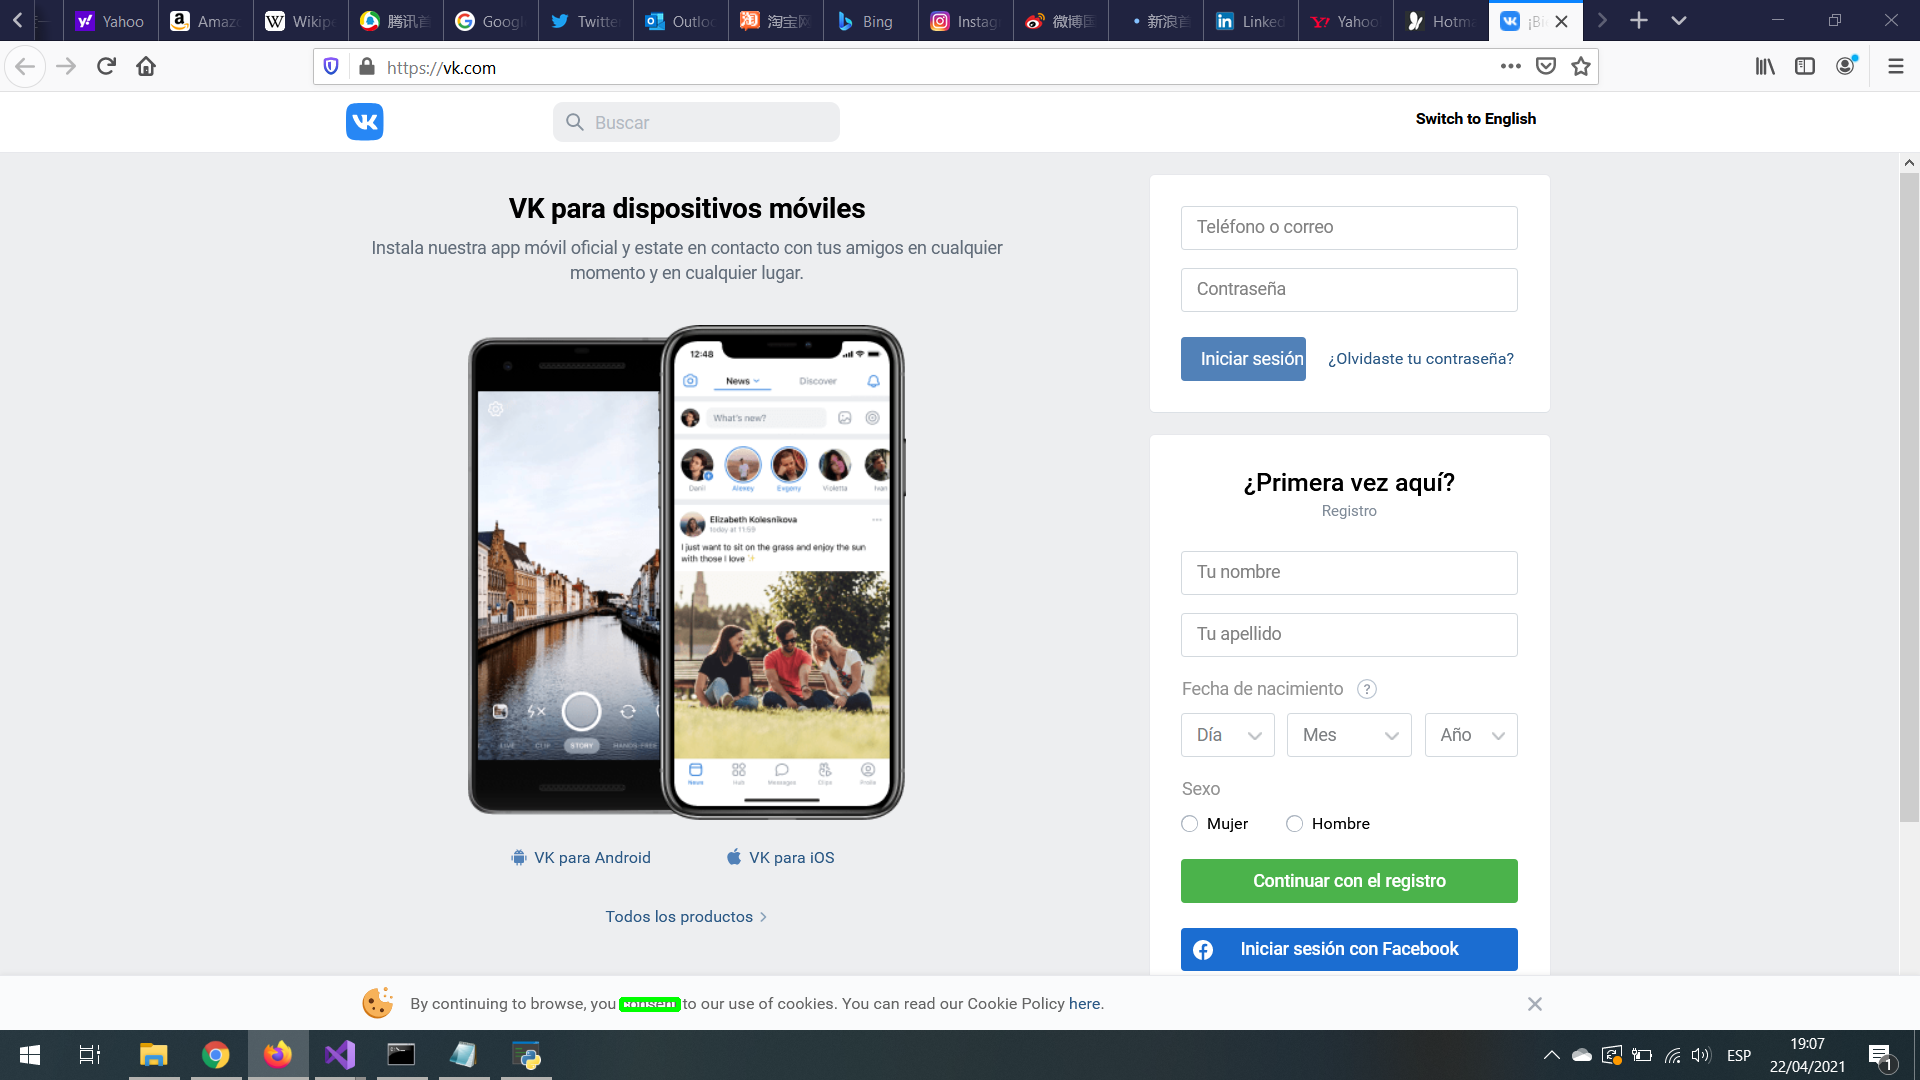 Yahoo
Amaz
Wikipe
腾讯首
Googl
Twitter
Outlo
淘宝网
Bing
Instag
微博国
新浪首
Linked
Yahoo
Hotma
¡Bi
https://vk.com
Buscar
Switch to English
VK para dispositivos móviles
Instala nuestra app móvil oficial y estate en contacto con tus amigos en cualquier
momento y en cualquier lugar.
12:48
News
Discover
What's new?
Danil
Alexey
Evgeny
Violetta
Ivan
Elizabeth Kolesnikova
today at 11:59
I just want to sit on the grass and enjoy the sun
with those I love ✨
LIVE
CLIP
STORY
HANDS-FREE
News
Hub
Messages
Clips
Profile
VK para Android
VK para iOS
Todos los productos
Teléfono o correo
Contraseña
Iniciar sesión
¿Olvidaste tu contraseña?
¿Primera vez aquí?
Registro
Tu nombre
Tu apellido
Fecha de nacimiento ?
Día
Mes
Año
Sexo
Mujer
Hombre
Continuar con el registro
Iniciar sesión con Facebook
By continuing to browse, you to our use of cookies. You can read our Cookie Policy here.
ESP
19:07
22/04/2021
1